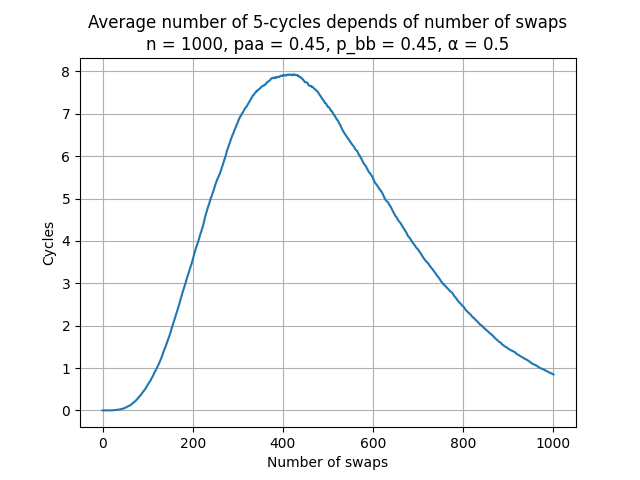 Average number of 5-cycles depends of number of swaps
n = 1000, paa = 0.45, p_bb = 0.45, α = 0.5
Cycles
8
7
6
5
4
3
2
1
0
0 200 400 600 800 1000
Number of swaps